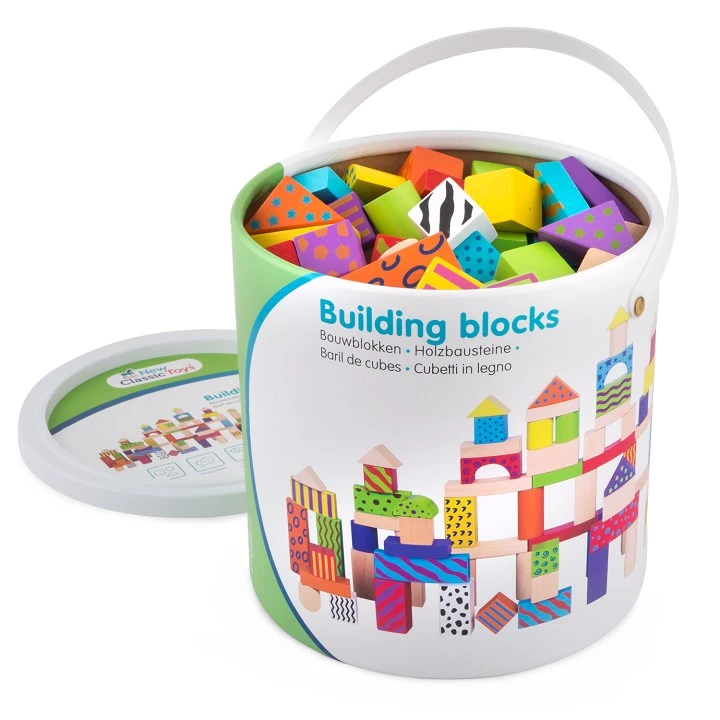 Building blocks
Bouwblokken • Holzbausteine •
Baril de cubes • Cubetti in legno
New
Classic Toys